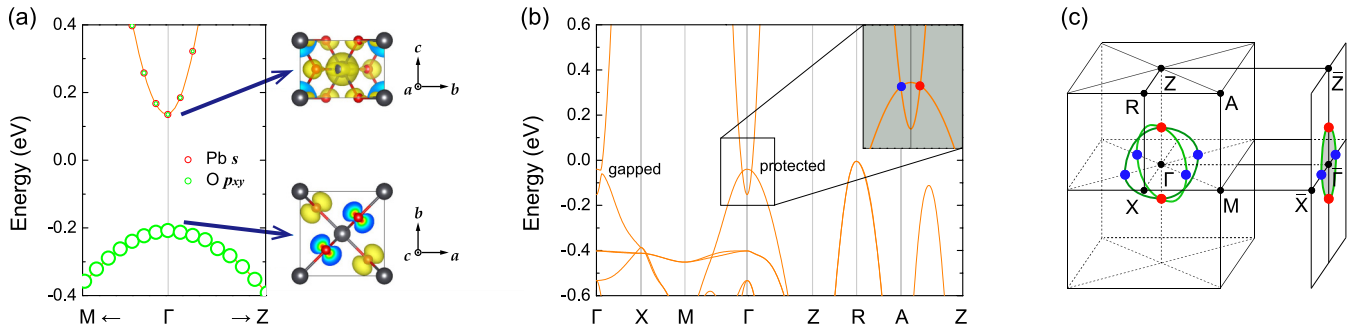 (a)
0.4
0.2
0.0
-0.2
-0.4
Energy (eV)
M ← Γ → Z
Pb s
O pxy
c
a b
b
c a
(b)
0.6
0.4
0.2
0.0
-0.2
-0.4
-0.6
Energy (eV)
gapped
protected
Γ X M Γ Z R A Z
(c)
Z
R A
Γ
X M
Z̅
Γ̅
X̅